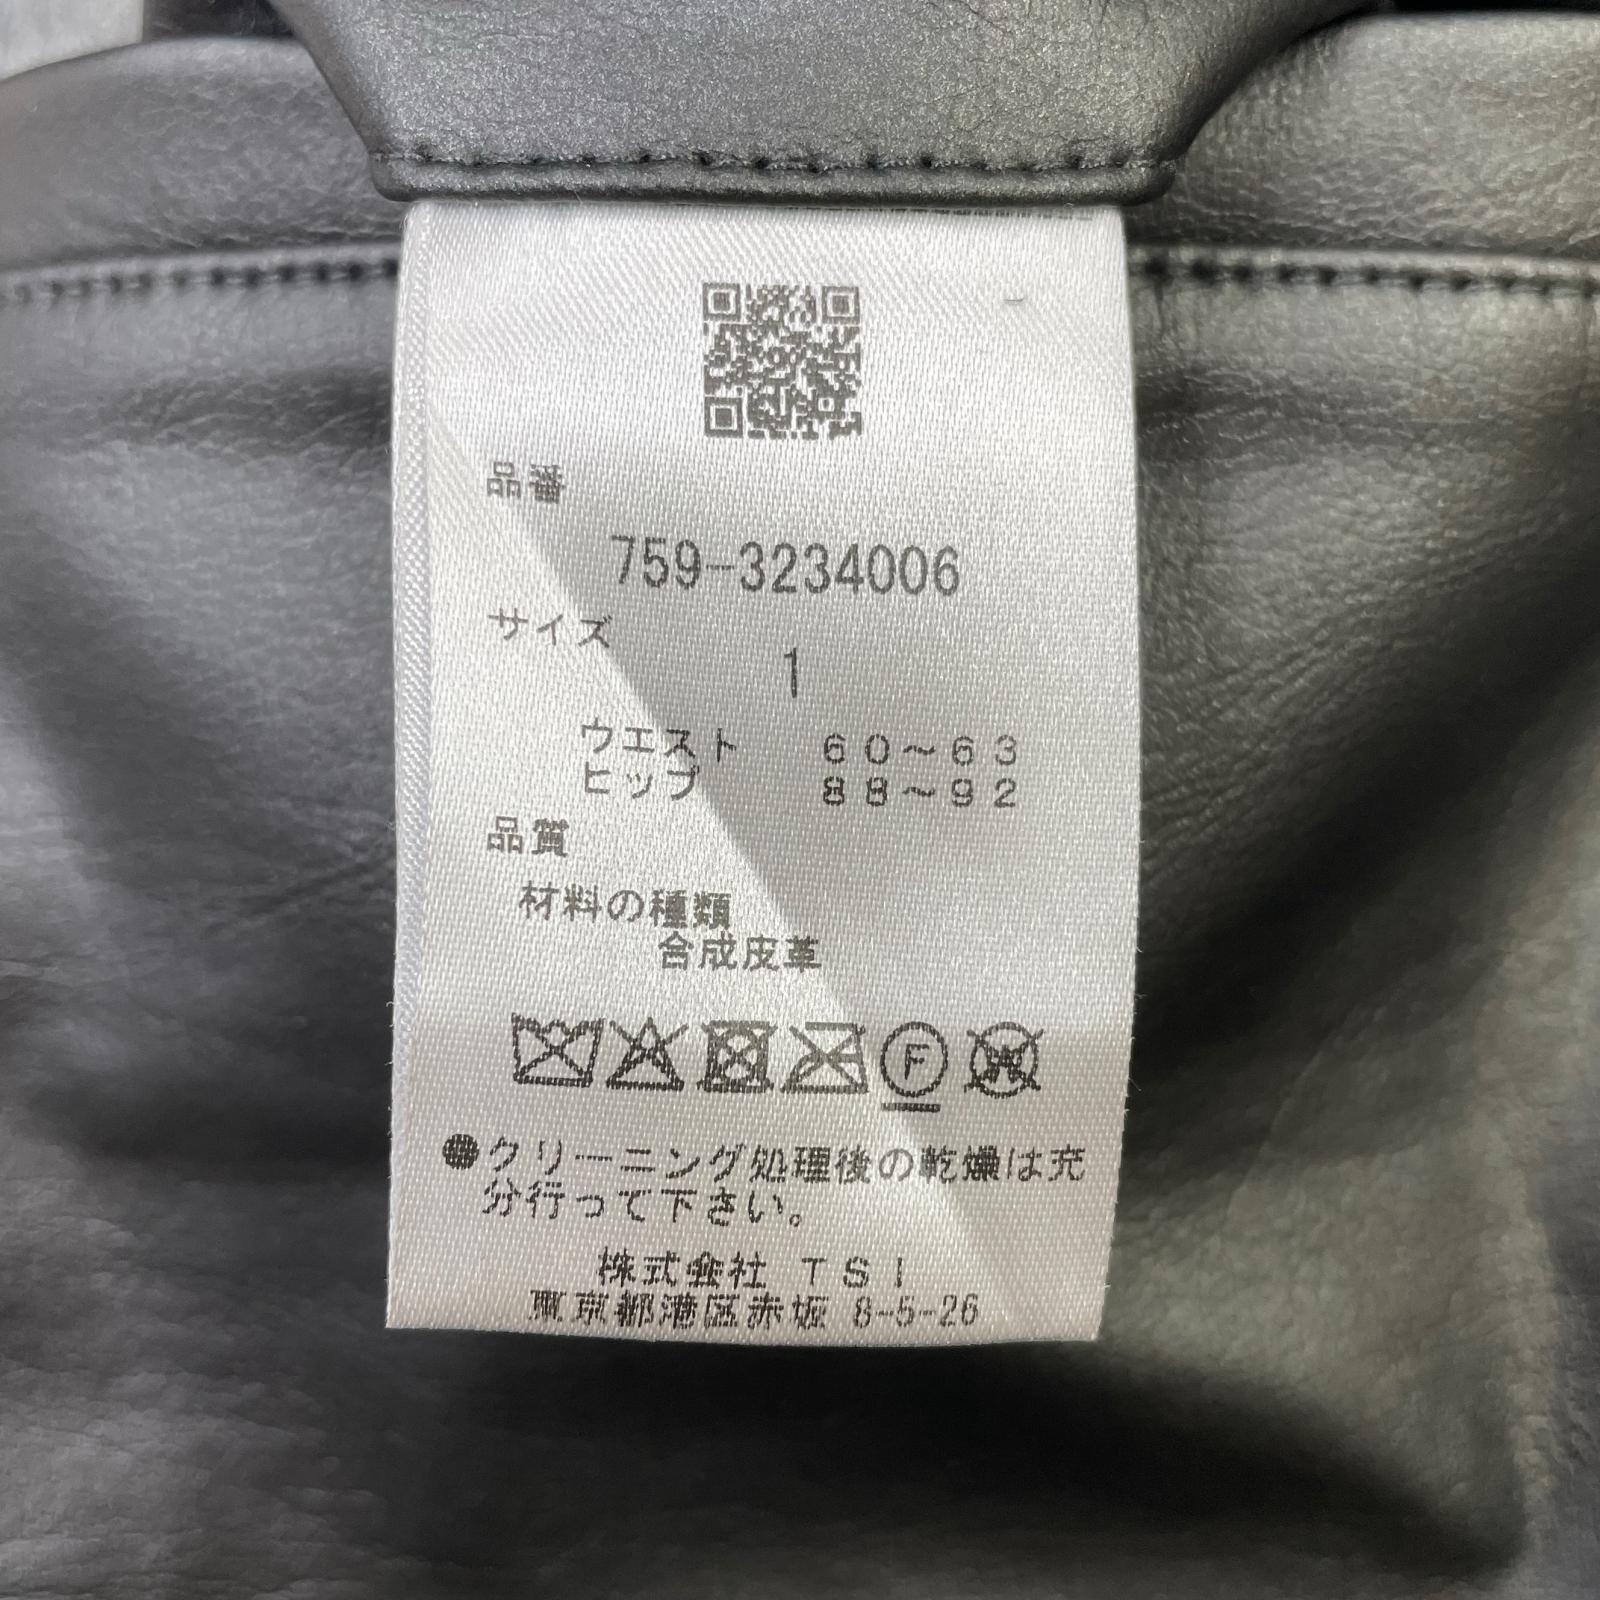 品番
759-3234006
サイズ
1
ウエスト 60～63
ヒップ 88～92
品質
材料の種類
合成皮革
F
W
●クリーニング処理後の乾燥は充
分行って下さい。
株式会社 TSI
東京都港区赤坂 8-5-26